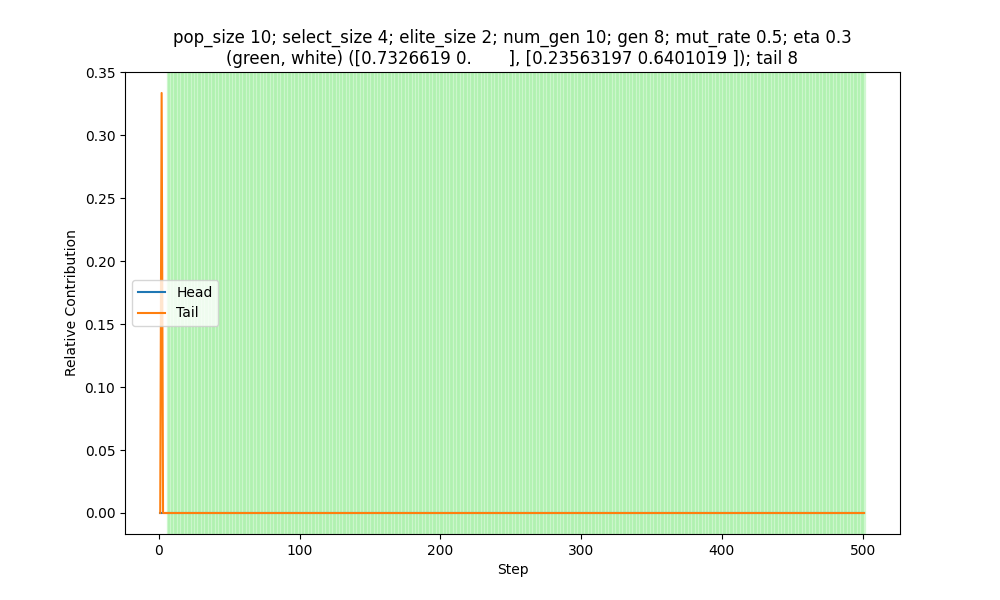 pop_size 10; select_size 4; elite_size 2; num_gen 10; gen 8; mut_rate 0.5; eta 0.3
(green, white) ([0.7326619 0.       ], [0.23563197 0.6401019 ]); tail 8
0.35
0.30
0.25
0.20
0.15
0.10
0.05
0.00
Relative Contribution
Head
Tail
0 100 200 300 400 500
Step